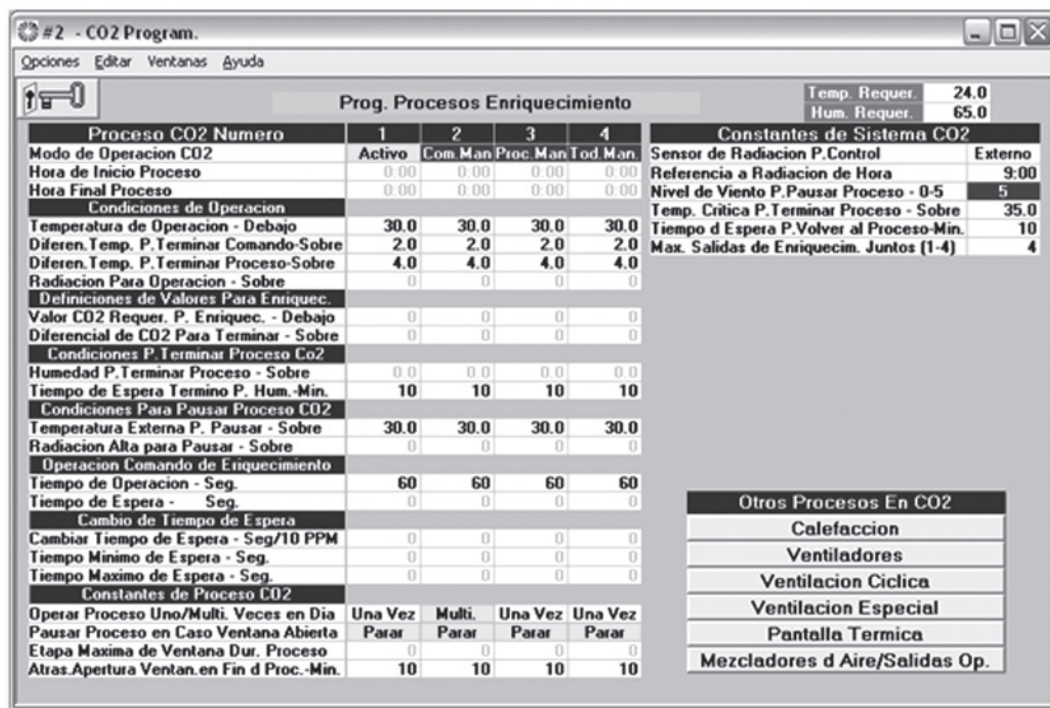 #2 - CO2 Program.
Opciones Editar Ventanas Ayuda
Prog. Procesos Enriquecimiento
Temp. Requer. 24.0
Hum. Requer. 65.0
Proceso CO2 Numero 1 2 3 4
Modo de Operacion CO2 Activo Com.Man Proc.Man Tod.Man.
Hora de Inicio Proceso 0:00 0:00 0:00 0:00
Hora Final Proceso 0:00 0:00 0:00 0:00
Condiciones de Operacion
Temperatura de Operacion - Debajo 30.0 30.0 30.0 30.0
Diferen.Temp. P.Terminar Comando-Sobre 2.0 2.0 2.0 2.0
Diferen.Temp. P.Terminar Proceso-Sobre 4.0 4.0 4.0 4.0
Radiacion Para Operacion - Sobre 0 0 0 0
Definiciones de Valores Para Enriquec.
Valor CO2 Requer. P. Enriquec. - Debajo 0 0 0 0
Diferencial de CO2 Para Terminar - Sobre 0 0 0 0
Condiciones P.Terminar Proceso Co2
Humedad P.Terminar Proceso - Sobre 0.0 0.0 0.0 0.0
Tiempo de Espera Termino P. Hum.-Min. 10 10 10 10
Condiciones Para Pausar Proceso CO2
Temperatura Externa P. Pausar - Sobre 30.0 30.0 30.0 30.0
Radiacion Alta para Pausar - Sobre 0 0 0 0
Operacion Comando de Eriquecimiento
Tiempo de Operacion - Seg. 60 60 60 60
Tiempo de Espera - Seg. 0 0 0 0
Cambio de Tiempo de Espera
Cambiar Tiempo de Espera - Seg/10 PPM 0 0 0 0
Tiempo Minimo de Espera - Seg. 0 0 0 0
Tiempo Maximo de Espera - Seg. 0 0 0 0
Constantes de Proceso CO2
Operar Proceso Uno/Multi. Veces en Dia Una Vez Multi. Una Vez Una Vez
Pausar Proceso en Caso Ventana Abierta Parar Parar Parar Parar
Etapa Maxima de Ventana Dur. Proceso 0 0 0 0
Atras.Apertura Ventan.en Fin d Proc.-Min. 10 10 10 10
Constantes de Sistema CO2
Sensor de Radiacion P.Control Externo
Referencia a Radiacion de Hora 9:00
Nivel de Viento P.Pausar Proceso - 0-5 5
Temp. Critica P.Terminar Proceso - Sobre 35.0
Tiempo d Espera P.Volver al Proceso-Min. 10
Max. Salidas de Enriquecim. Juntos (1-4) 4
Otros Procesos En CO2
Calefaccion
Ventiladores
Ventilacion Ciclica
Ventilacion Especial
Pantalla Termica
Mezcladores d Aire/Salidas Op.